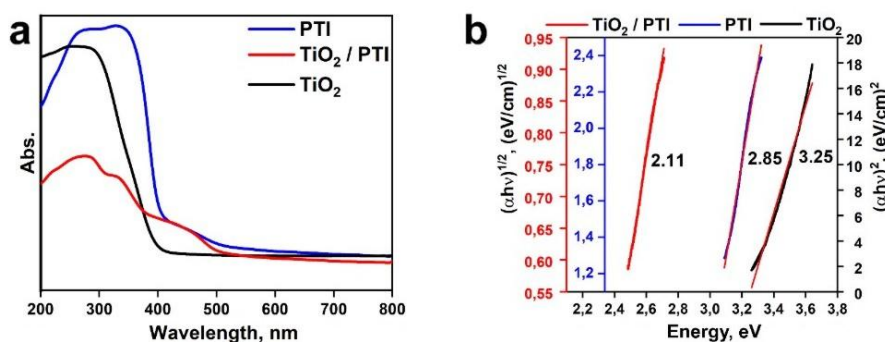 a
PTI
TiO2 / PTI
TiO2
Abs.
200 300 400 500 600 700 800
Wavelength, nm
b
TiO2 / PTI PTI TiO2
0,95
0,90
0,85
0,80
0,75
0,70
0,65
0,60
0,55
(αhν)1/2, (eV/cm)1/2
2,4
2,2
2,0
1,8
1,6
1,4
1,2
2.11
2.85
3.25
20
18
16
14
12
10
8
6
4
2
0
(αhν)2, (eV/cm)2
2,2 2,4 2,6 2,8 3,0 3,2 3,4 3,6 3,8
Energy, eV